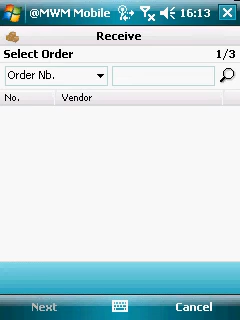 @MWM Mobile 16:13
Receive
Select Order 1/3
Order Nb.
No. Vendor
Next Cancel